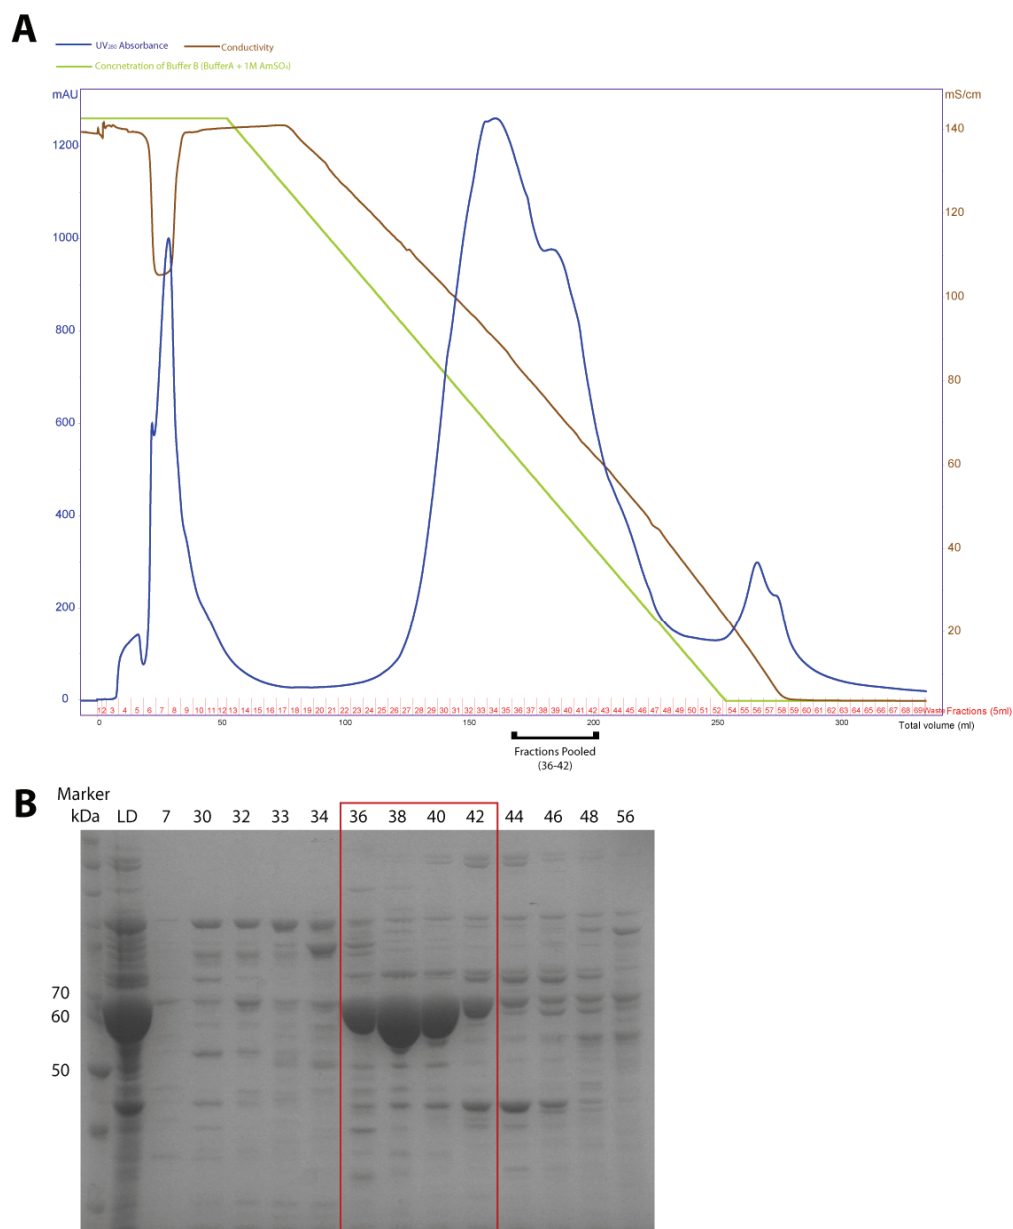 A
UV₂₈₀ Absorbance Conductivity
Concnetration of Buffer B (BufferA + 1M AmSO₄)
mAU mS/cm
1200 140
120
1000
100
800
80
600
60
400
40
200
20
0
1 2 3 4 5 6 7 8 9 10 11 12 13 14 15 16 17 18 19 20 21 22 23 24 25 26 27 28 29 30 31 32 33 34 35 36 37 38 39 40 41 42 43 44 45 46 47 48 49 50 51 52 54 55 56 57 58 59 60 61 62 63 64 65 66 67 68 69 Waste Fractions (5ml)
0 50 100 150 200 250 300 Total volume (ml)
Fractions Pooled
(36-42)
B
Marker
kDa LD 7 30 32 33 34 36 38 40 42 44 46 48 56
70
60
50